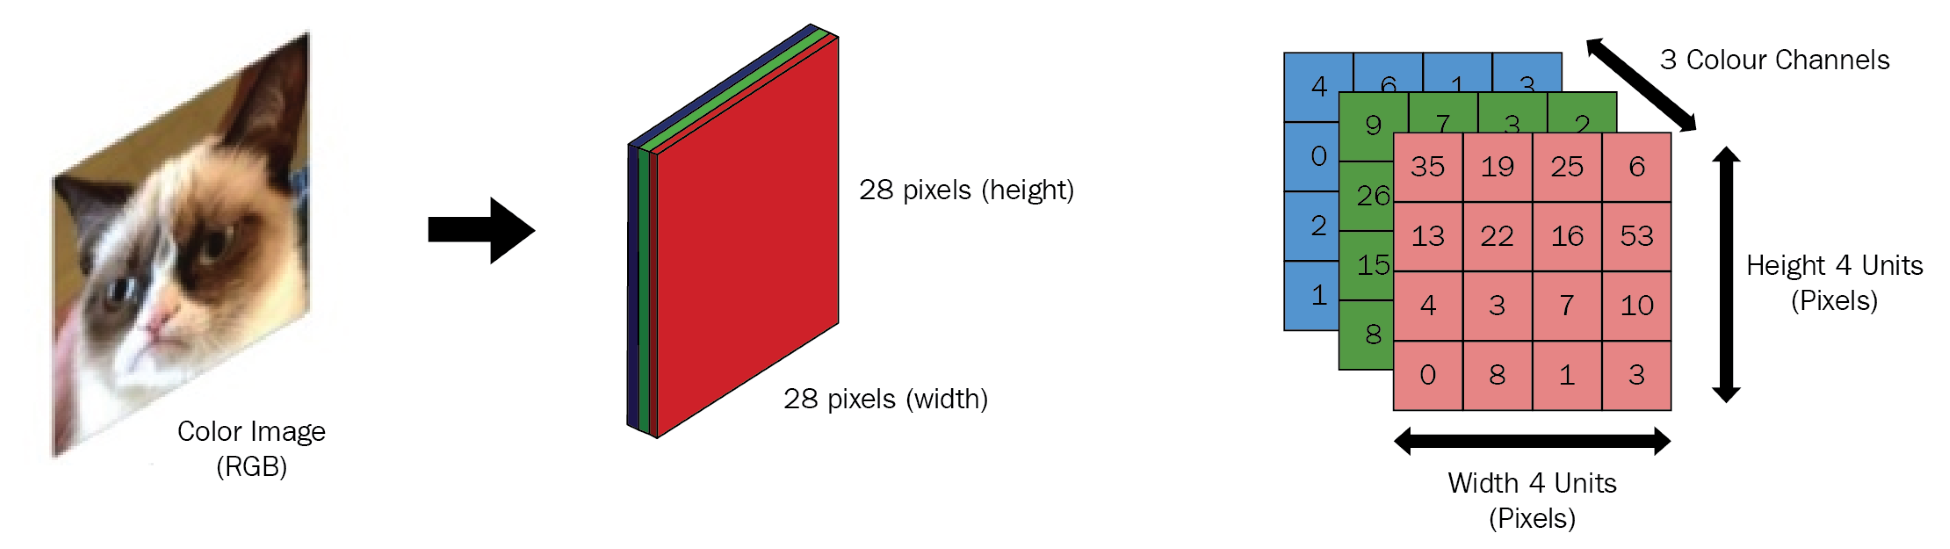 Color Image
(RGB)
28 pixels (height)
28 pixels (width)
3 Colour Channels
4 6 1 3
0
2
1
9 7 3 2
26
15
8
35 19 25 6
13 22 16 53
4 3 7 10
0 8 1 3
Height 4 Units
(Pixels)
Width 4 Units
(Pixels)